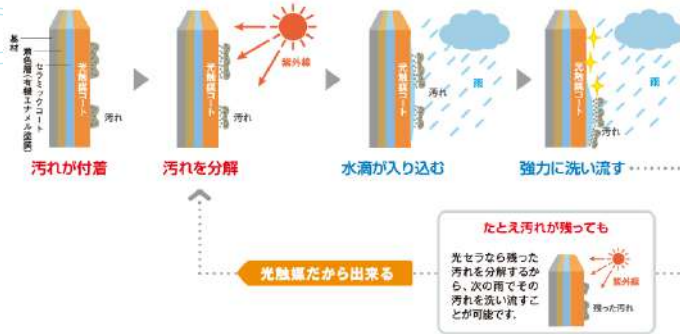 基材
着色層(有機エナメル塗装)
セラミックコート
光触媒コート
汚れ
汚れが付着
光触媒コート
紫外線
汚れ
汚れを分解
光触媒コート
雨
汚れ
水滴が入り込む
光触媒コート
雨
汚れ
強力に洗い流す
たとえ汚れが残っても
光セラなら残った
汚れを分解するか
ら、次の雨でその
汚れを洗い流すこ
とが可能です.
紫外線
残った汚れ
光触媒だから出来る